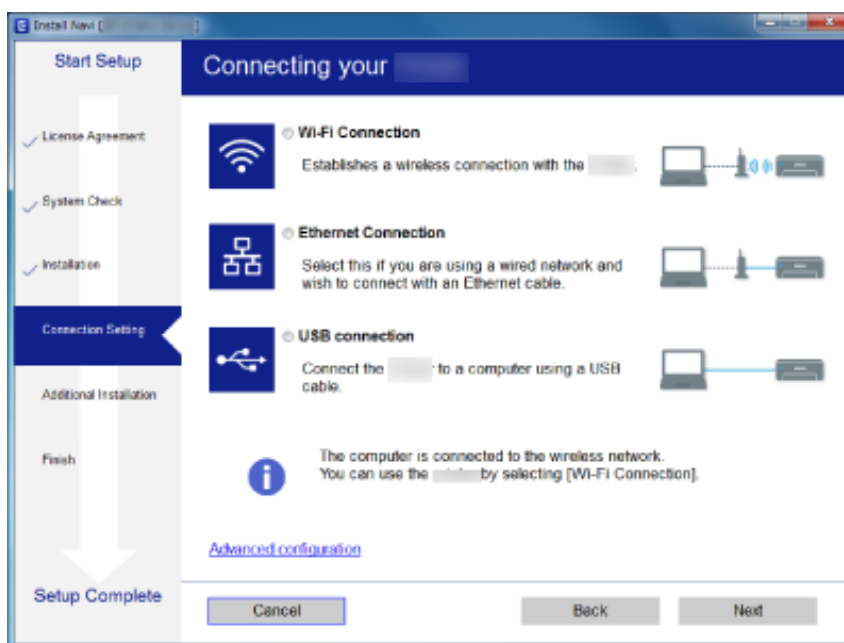 Install Navi [
]
Start Setup
License Agreement
System Check
Installation
Connection Setting
Additional Installation
Finish
Setup Complete
Connecting your
Wi-Fi Connection
Establishes a wireless connection with the .
Ethernet Connection
Select this if you are using a wired network and
wish to connect with an Ethernet cable.
USB connection
Connect the to a computer using a USB
cable.
The computer is connected to the wireless network.
You can use the by selecting [Wi-Fi Connection].
Advanced configuration
Cancel
Back
Next